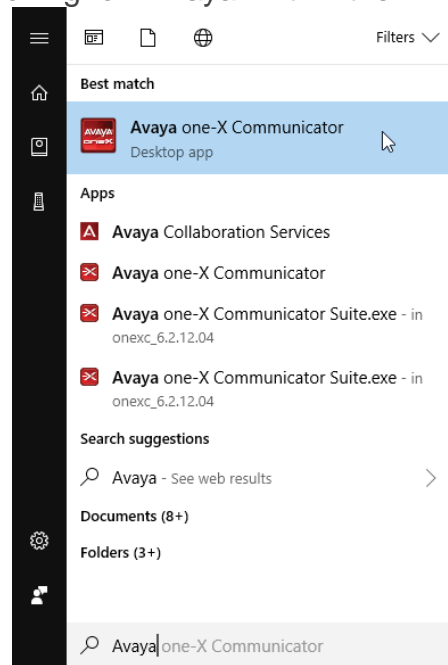 Filters
Best match
AVAYA
one-X
Avaya one-X Communicator
Desktop app
Apps
Avaya Collaboration Services
Avaya one-X Communicator
Avaya one-X Communicator Suite.exe - in
onexc_6.2.12.04
Avaya one-X Communicator Suite.exe - in
onexc_6.2.12.04
Search suggestions
Avaya - See web results
Documents (8+)
Folders (3+)
Avaya one-X Communicator